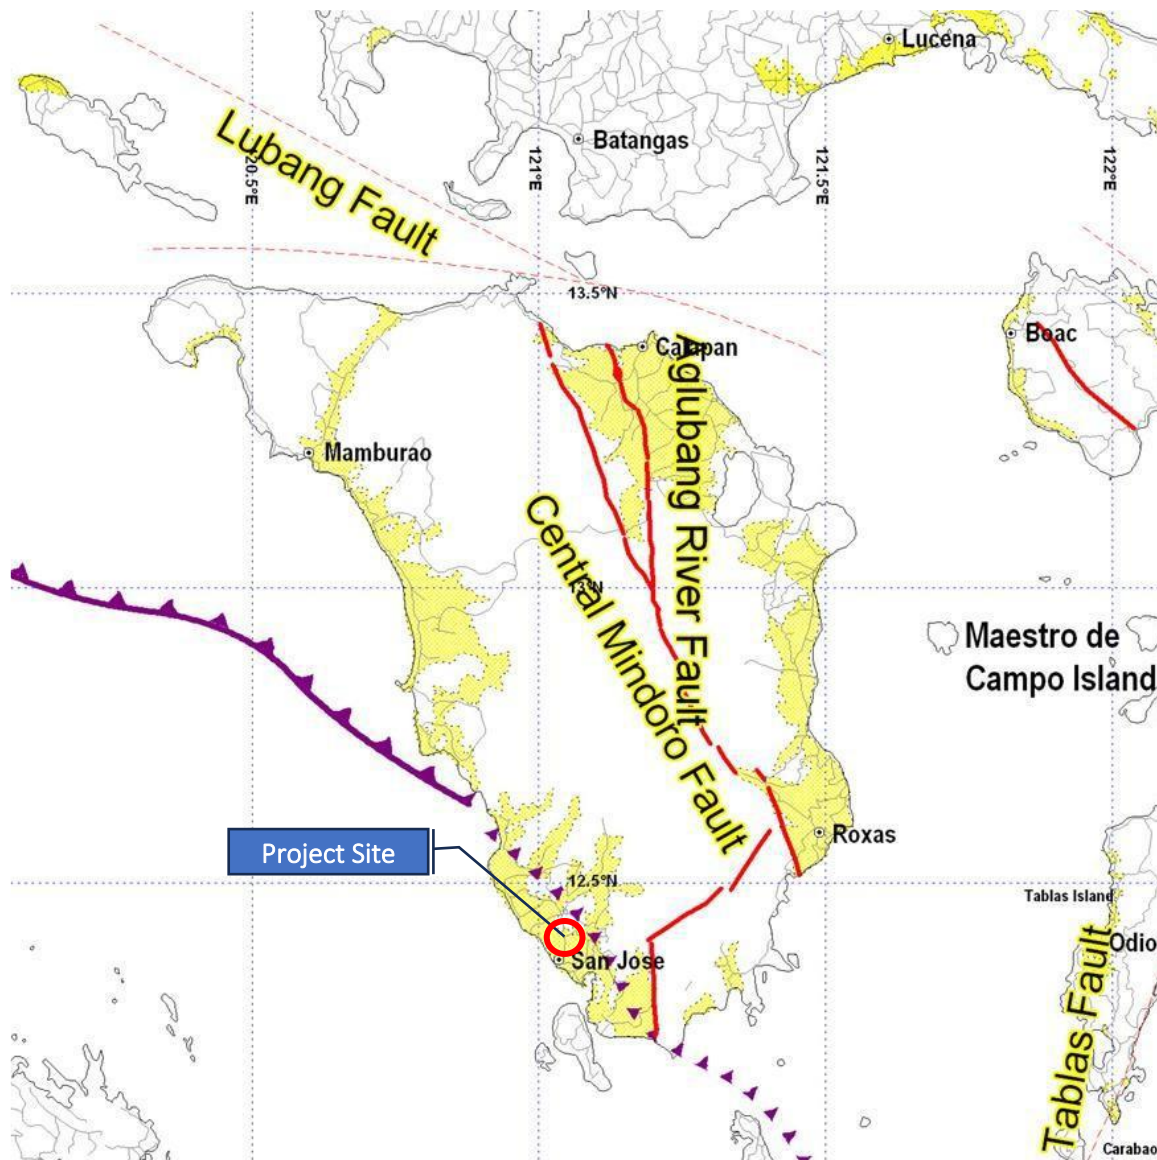 Lucena
Batangas
Lubang Fault
120.5°E
121°E
121.5°E
122°E
13.5°N
Calapan
Boac
Aglubang River Fault
Mamburao
Central Mindoro Fault
13°N
Maestro de
Campo Island
Project Site
Roxas
12.5°N
Tablas Island
Odio
San Jose
Tablas Fault
Carabao